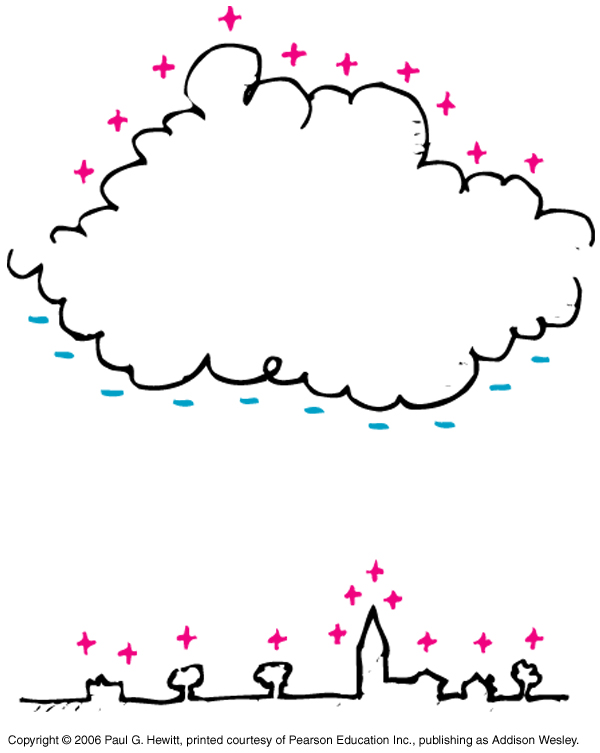 Copyright © 2006 Paul G. Hewitt, printed courtesy of Pearson Education Inc., publishing as Addison Wesley.